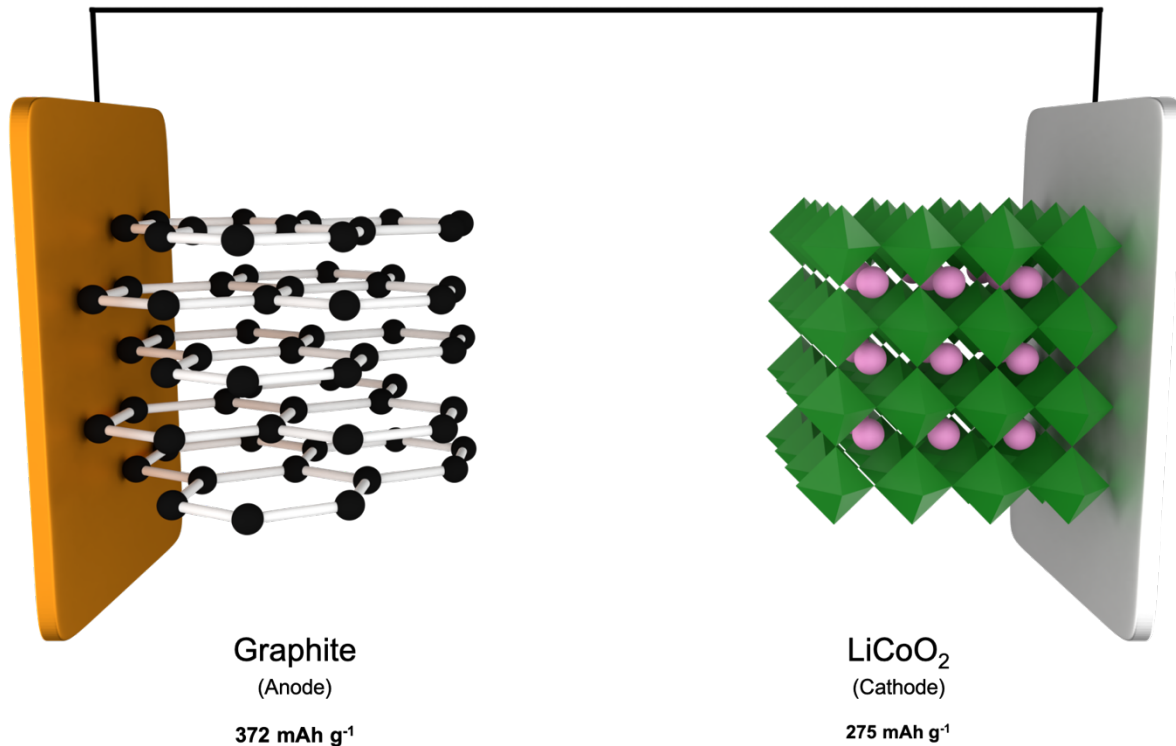 Graphite
(Anode)
372 mAh g⁻¹
LiCoO₂
(Cathode)
275 mAh g⁻¹